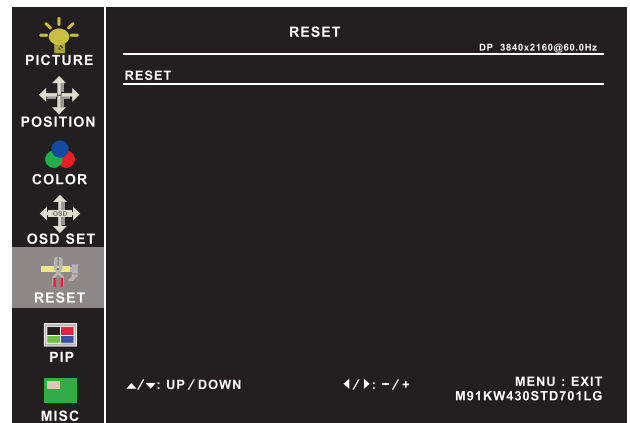 RESET
DP 3840x2160@60.0Hz
RESET
PICTURE
POSITION
COLOR
OSD
OSD SET
RESET
PIP
MISC
▲/▼: UP / DOWN
◀/▶: − / +
MENU : EXIT
M91KW430STD701LG